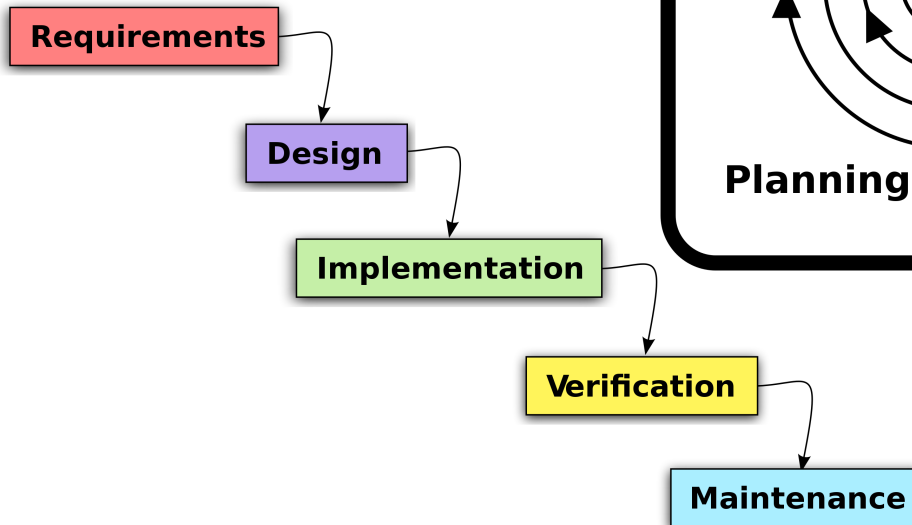 Requirements
Design
Planning
Implementation
Verification
Maintenance